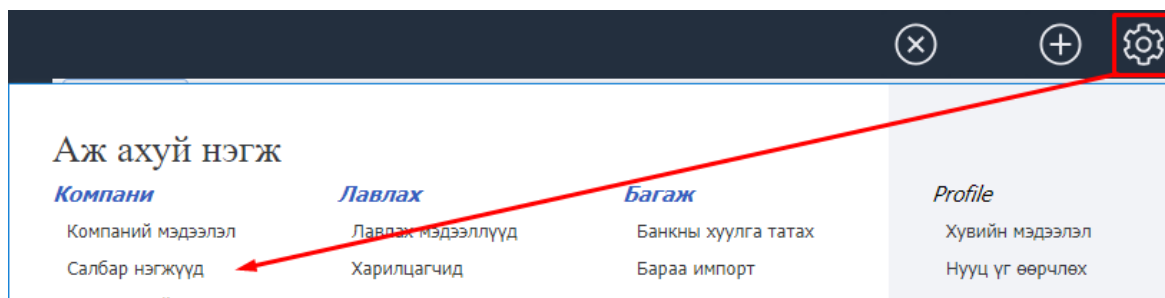 Аж ахуй нэгж
Компани Лавлах Багаж Profile
Компаний мэдээлэл Лавлах мэдээллүүд Банкны хуулга татах Хувийн мэдээлэл
Салбар нэгжүүд Харилцагчид Бараа импорт Нууц үг өөрчлөх